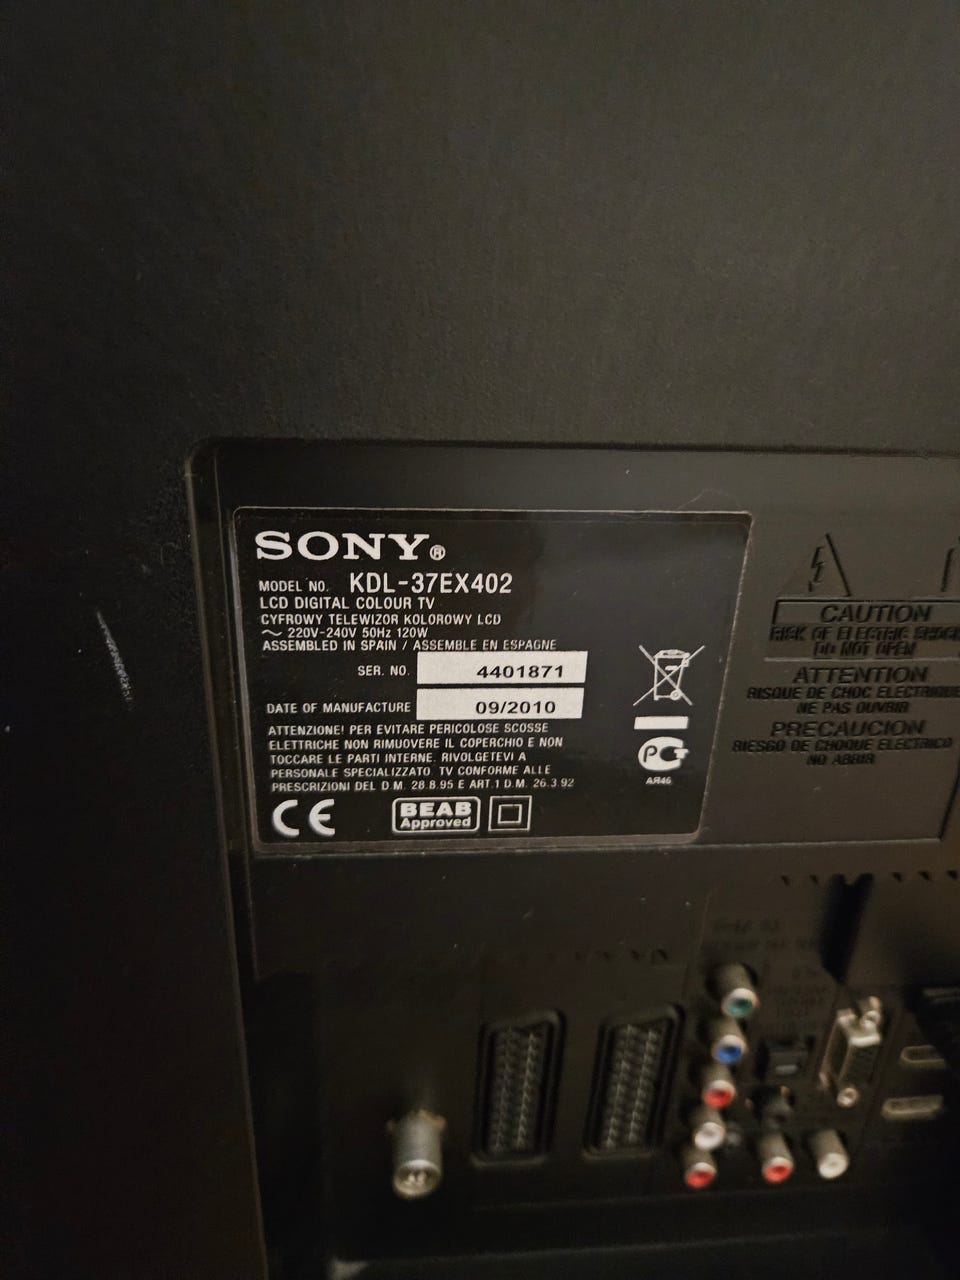 SONY®
MODEL NO. KDL-37EX402
LCD DIGITAL COLOUR TV
CYFROWY TELEWIZOR KOLOROWY LCD
~ 220V-240V 50Hz 120W
ASSEMBLED IN SPAIN / ASSEMBLE EN ESPAGNE
SER. NO. 4401871
DATE OF MANUFACTURE 09/2010
ATTENZIONE! PER EVITARE PERICOLOSE SCOSSE
ELETTRICHE NON RIMUOVERE IL COPERCHIO E NON
TOCCARE LE PARTI INTERNE. RIVOLGETEVI A
PERSONALE SPECIALIZZATO. TV CONFORME ALLE
PRESCRIZIONI DEL D.M. 28.8.95 E ART.1 D.M. 26.3.92
CE
BEAB
Approved
PCT
AR46
CAUTION
RISK OF ELECTRIC SHOCK
DO NOT OPEN
ATTENTION
RISQUE DE CHOC ELECTRIQUE
NE PAS OUVRIR
PRECAUCION
RIESGO DE CHOQUE ELECTRICO
NO ABRIR